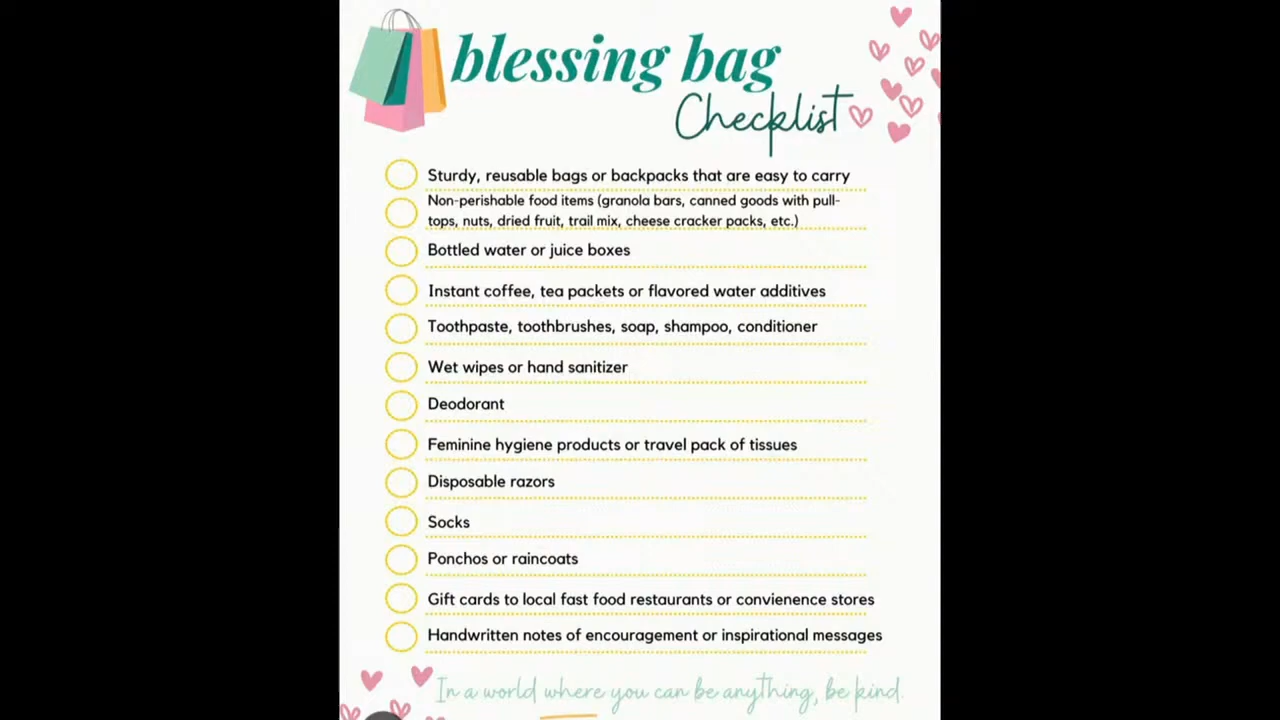 blessing bag
Checklist
Sturdy, reusable bags or backpacks that are easy to carry
Non-perishable food items (granola bars, canned goods with pull-
tops, nuts, dried fruit, trail mix, cheese cracker packs, etc.)
Bottled water or juice boxes
Instant coffee, tea packets or flavored water additives
Toothpaste, toothbrushes, soap, shampoo, conditioner
Wet wipes or hand sanitizer
Deodorant
Feminine hygiene products or travel pack of tissues
Disposable razors
Socks
Ponchos or raincoats
Gift cards to local fast food restaurants or convienence stores
Handwritten notes of encouragement or inspirational messages
In a world where you can be anything, be kind.